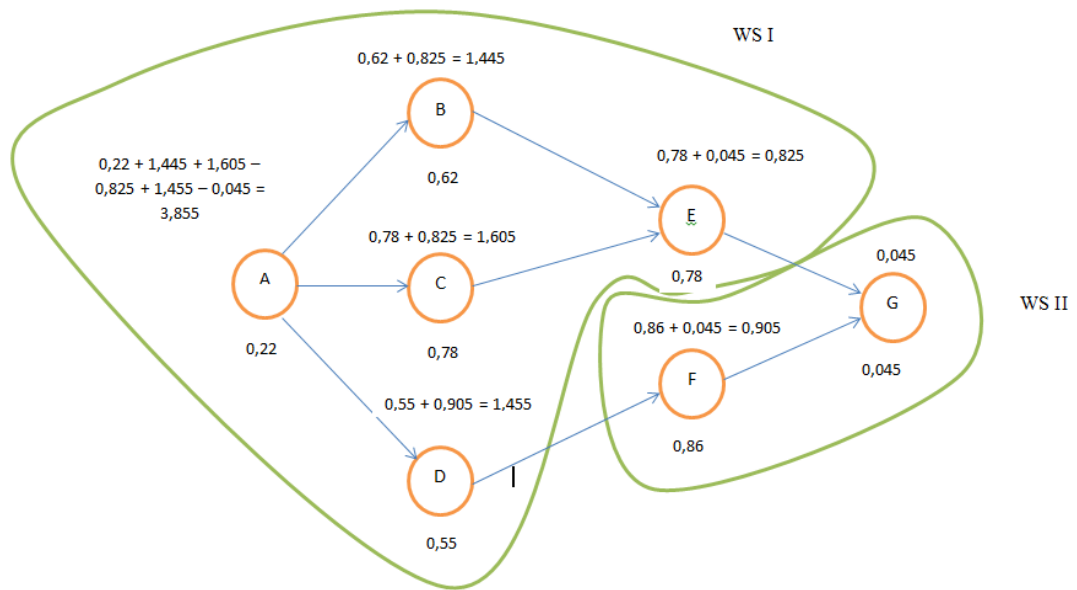 WS I
0,62 + 0,825 = 1,445
B
0,62
0,22 + 1,445 + 1,605 –
0,825 + 1,455 – 0,045 =
3,855
0,78 + 0,045 = 0,825
E
0,78
0,78 + 0,825 = 1,605
A
0,22
C
0,78
0,045
G
0,045
WS II
0,86 + 0,045 = 0,905
F
0,86
0,55 + 0,905 = 1,455
D
0,55